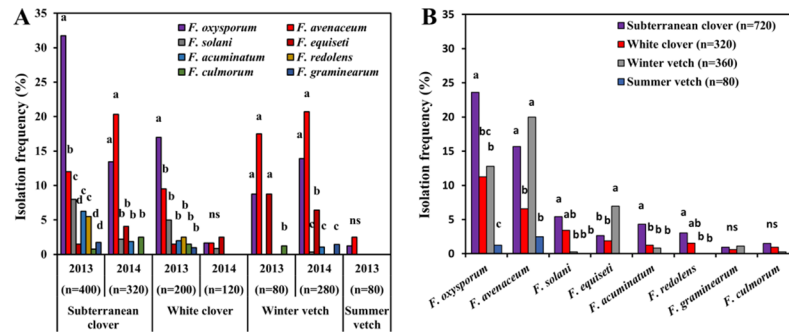 A
Isolation frequency (%)
35
30
25
20
15
10
5
0
F. oxysporum
F. avenaceum
F. solani
F. equiseti
F. acuminatum
F. redolens
F. culmorum
F. graminearum
a
b
c
d
c
c
d
d
a
a
b
b
b
b
a
b
b
b
b
b
b
b
ns
a
a
a
c
a
a
b
c
c
b
ns
2013
2014
2013
2014
2013
2014
2013
(n=400)
(n=320)
(n=200)
(n=120)
(n=80)
(n=280)
(n=80)
Subterranean
clover
White clover
Winter vetch
Summer
vetch
B
Isolation frequency (%)
35
30
25
20
15
10
5
0
Subterranean clover (n=720)
White clover (n=320)
Winter vetch (n=360)
Summer vetch (n=80)
a
bc
b
c
a
b
a
b
a
ab
b
b
b
b
a
b
a
b
b
b
a
ab
b
b
ns
ns
F. oxysporum
F. avenaceum
F. solani
F. equiseti
F. acuminatum
F. redolens
F. graminearum
F. culmorum